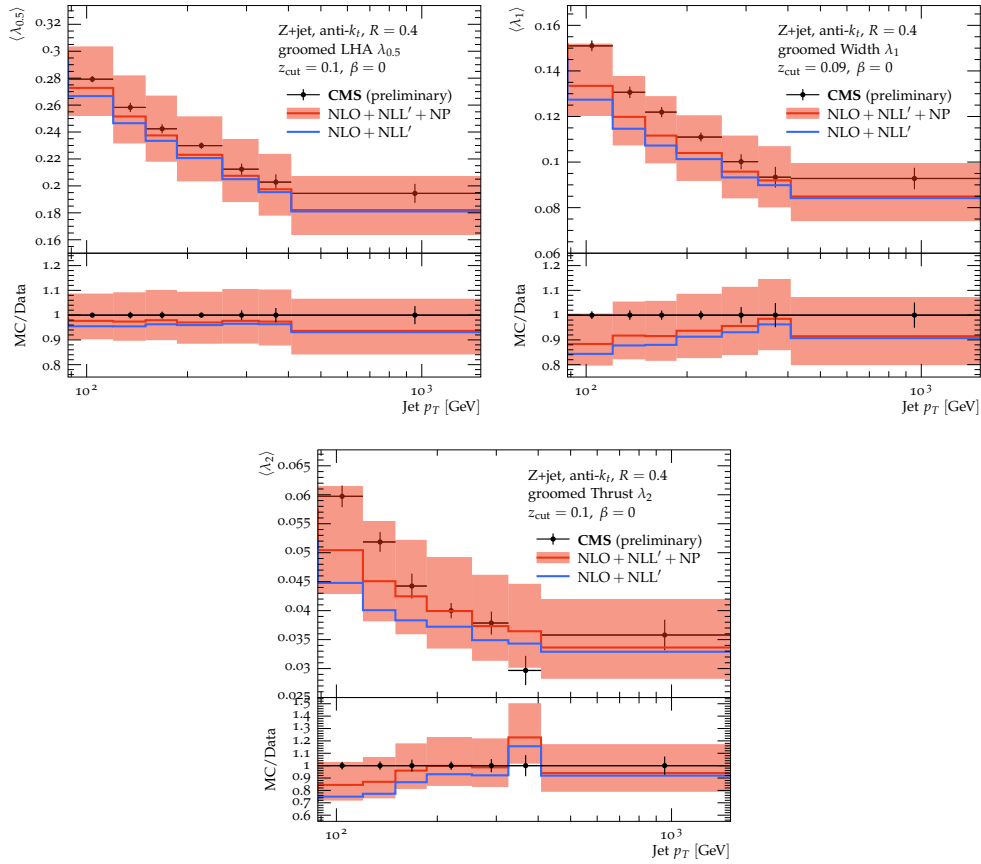 ⟨λ₀.₅⟩
Z+jet, anti-kₜ, R = 0.4
groomed LHA λ₀.₅
z_cut = 0.1, β = 0
CMS (preliminary)
NLO + NLL′ + NP
NLO + NLL′
0.32
0.3
0.28
0.26
0.24
0.22
0.2
0.18
0.16
MC/Data
1.2
1.1
1.0
0.9
0.8
10²
10³
Jet p_T [GeV]
⟨λ₁⟩
Z+jet, anti-kₜ, R = 0.4
groomed Width λ₁
z_cut = 0.09, β = 0
CMS (preliminary)
NLO + NLL′ + NP
NLO + NLL′
0.16
0.14
0.12
0.1
0.08
0.06
MC/Data
1.2
1.1
1.0
0.9
0.8
10²
10³
Jet p_T [GeV]
⟨λ₂⟩
Z+jet, anti-kₜ, R = 0.4
groomed Thrust λ₂
z_cut = 0.1, β = 0
CMS (preliminary)
NLO + NLL′ + NP
NLO + NLL′
0.065
0.06
0.055
0.05
0.045
0.04
0.035
0.03
0.025
MC/Data
1.5
1.4
1.3
1.2
1.1
1.0
0.9
0.8
0.7
0.6
10²
10³
Jet p_T [GeV]